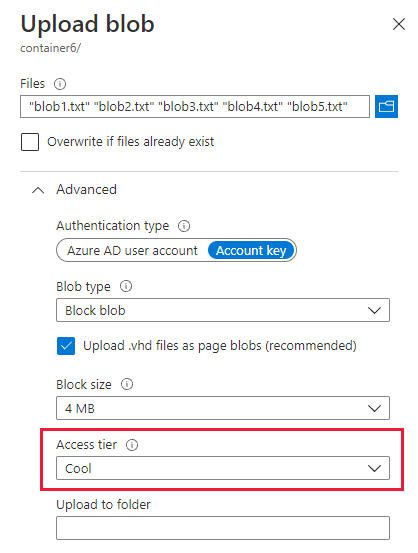 Upload blob
container6/
Files
"blob1.txt" "blob2.txt" "blob3.txt" "blob4.txt" "blob5.txt"
Overwrite if files already exist
Advanced
Authentication type
Azure AD user account Account key
Blob type
Block blob
Upload .vhd files as page blobs (recommended)
Block size
4 MB
Access tier
Cool
Upload to folder